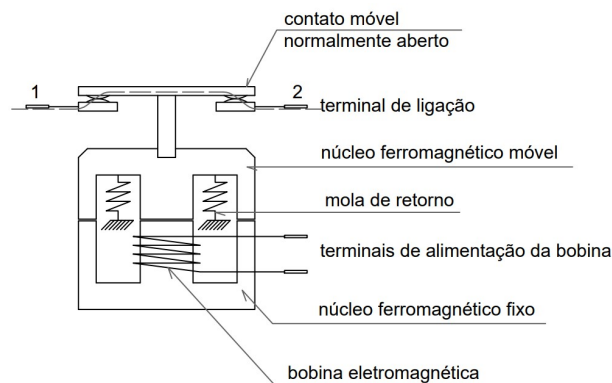 contato móvel
normalmente aberto
1
2
terminal de ligação
núcleo ferromagnético móvel
mola de retorno
terminais de alimentação da bobina
núcleo ferromagnético fixo
bobina eletromagnética